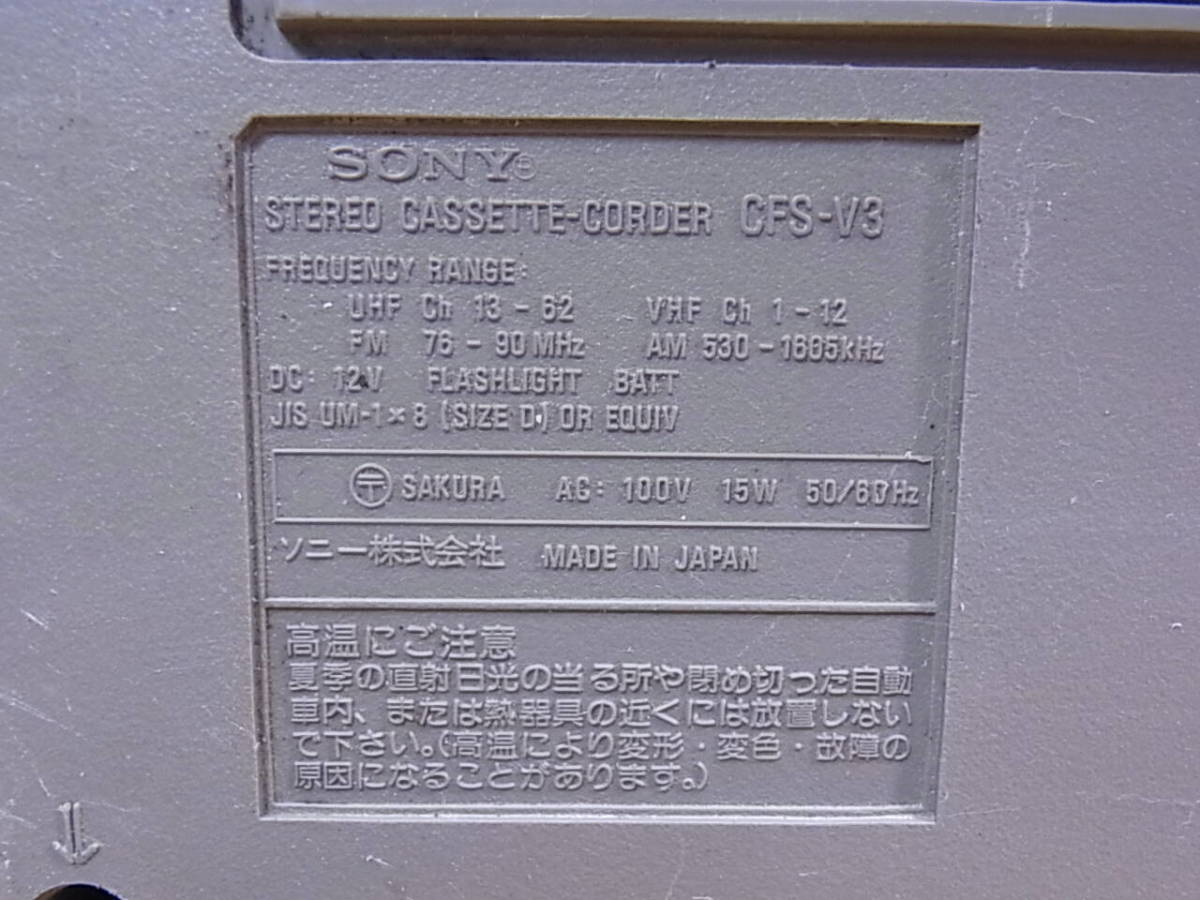 SONY®
STEREO CASSETTE-CORDER CFS-V3
FREQUENCY RANGE:
UHF Ch 13 - 62 VHF Ch 1 - 12
FM 76 - 90 MHz AM 530 - 1605 kHz
DC: 12V FLASHLIGHT BATT
JIS UM-1 × 8 (SIZE D) OR EQUIV
〶 SAKURA AC: 100V 15W 50/60Hz
ソニー株式会社 MADE IN JAPAN
高温にご注意
夏季の直射日光の当る所や閉め切った自動
車内、または熱器具の近くには放置しない
で下さい。(高温により変形・変色・故障の
原因になることがあります。)